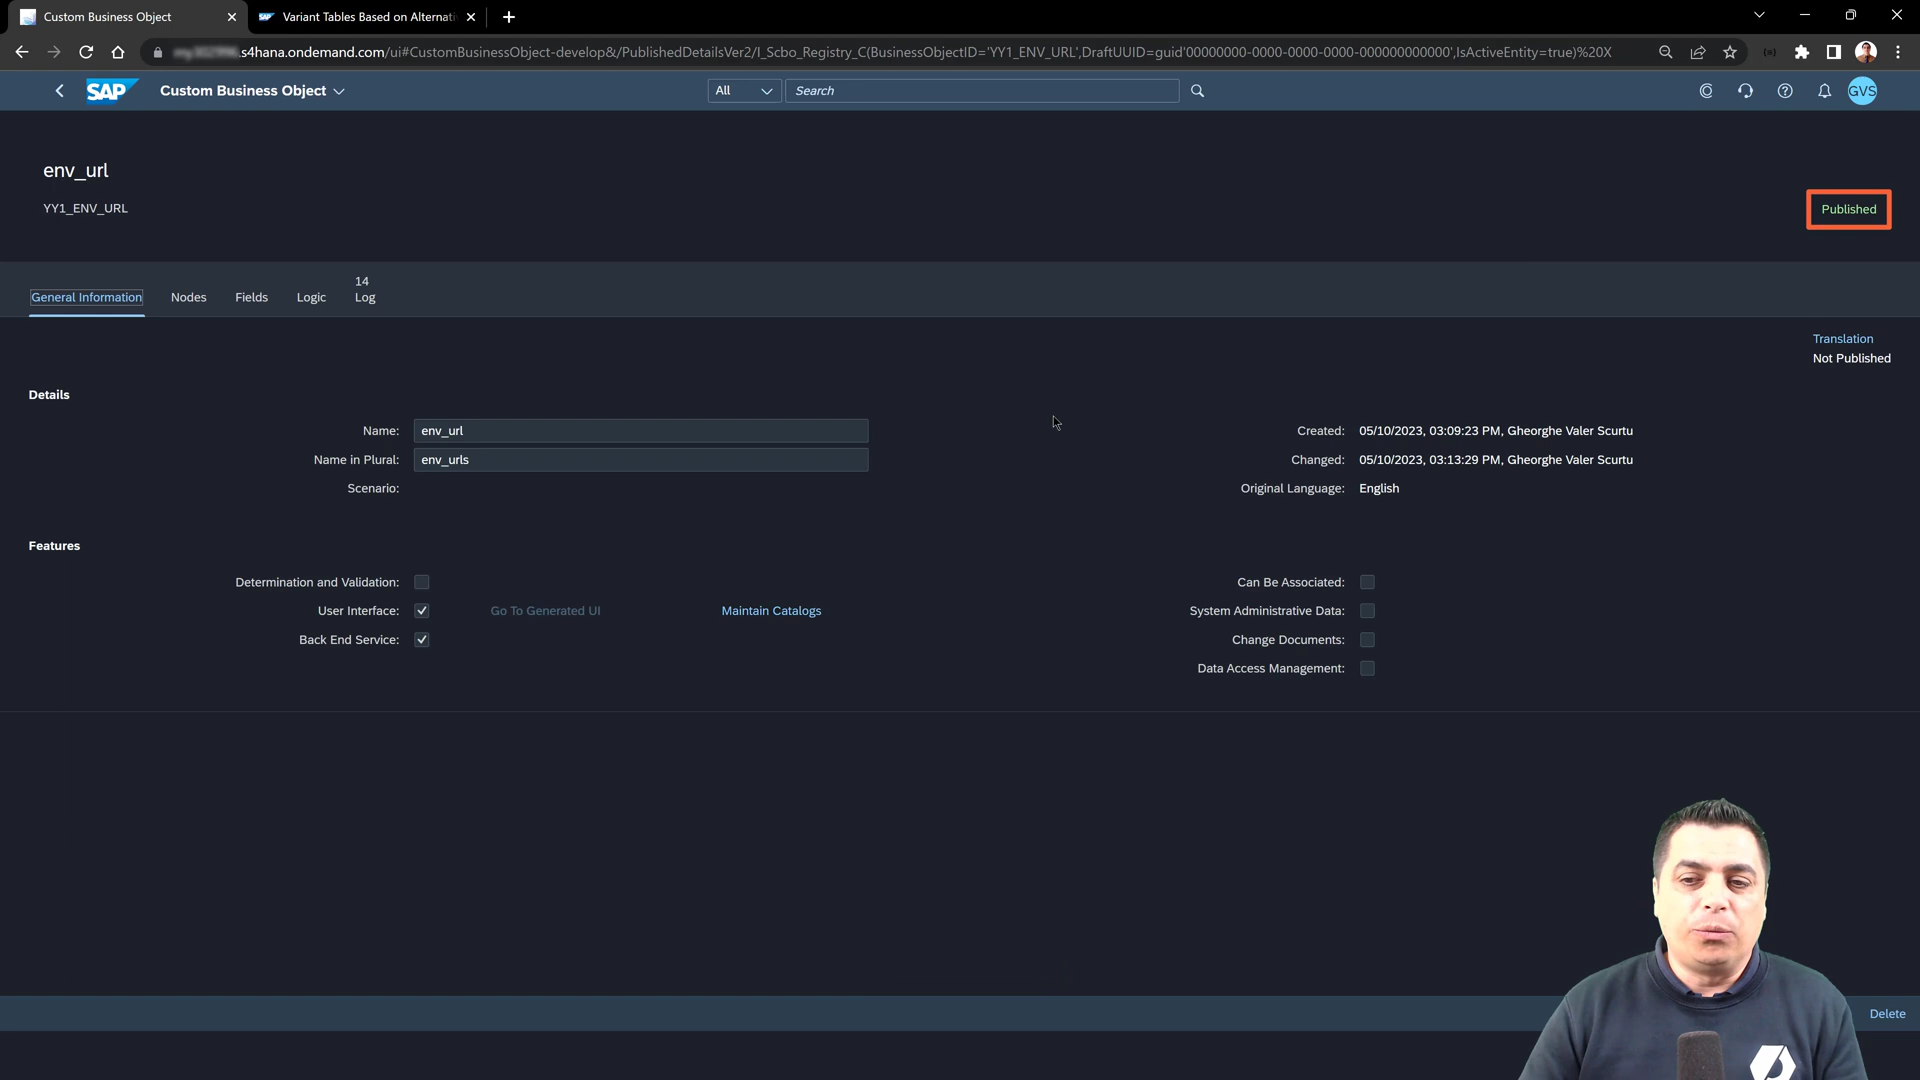 Custom Business Object
Variant Tables Based on Alternati
s4hana.ondemand.com/ui#CustomBusinessObject-develop&/PublishedDetailsVer2/I_Scbo_Registry_C(BusinessObjectID='YY1_ENV_URL',DraftUUID=guid'00000000-0000-0000-0000-000000000000',IsActiveEntity=true)%20X
SAP Custom Business Object
All Search
GVS
env_url
YY1_ENV_URL
Published
General Information Nodes Fields Logic 14 Log
Translation
Not Published
Details
Name: env_url
Created: 05/10/2023, 03:09:23 PM, Gheorghe Valer Scurtu
Name in Plural: env_urls
Changed: 05/10/2023, 03:13:29 PM, Gheorghe Valer Scurtu
Scenario:
Original Language: English
Features
Determination and Validation:
Can Be Associated:
User Interface: Go To Generated UI Maintain Catalogs
System Administrative Data:
Back End Service:
Change Documents:
Data Access Management:
Delete